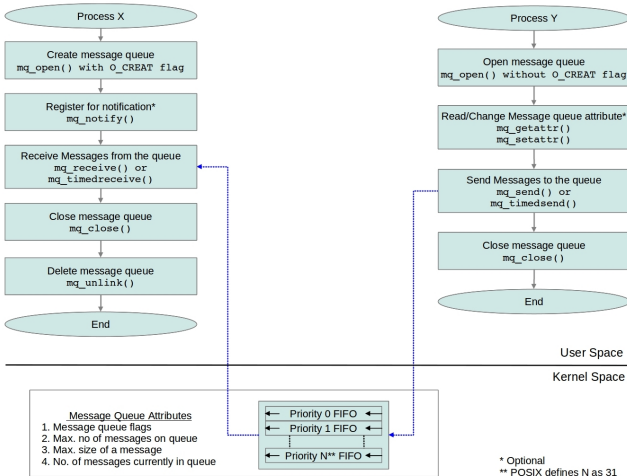 Process X
Create message queue
mq_open() with O_CREAT flag
Register for notification*
mq_notify()
Receive Messages from the queue
mq_receive() or
mq_timedreceive()
Close message queue
mq_close()
Delete message queue
mq_unlink()
End
Process Y
Open message queue
mq_open() without O_CREAT flag
Read/Change Message queue attribute*
mq_getattr()
mq_setattr()
Send Messages to the queue
mq_send() or
mq_timedsend()
Close message queue
mq_close()
End
User Space
Kernel Space
Message Queue Attributes
1. Message queue flags
2. Max. no of messages on queue
3. Max. size of a message
4. No. of messages currently in queue
Priority 0 FIFO
Priority 1 FIFO
Priority N** FIFO
* Optional
** POSIX defines N as 31